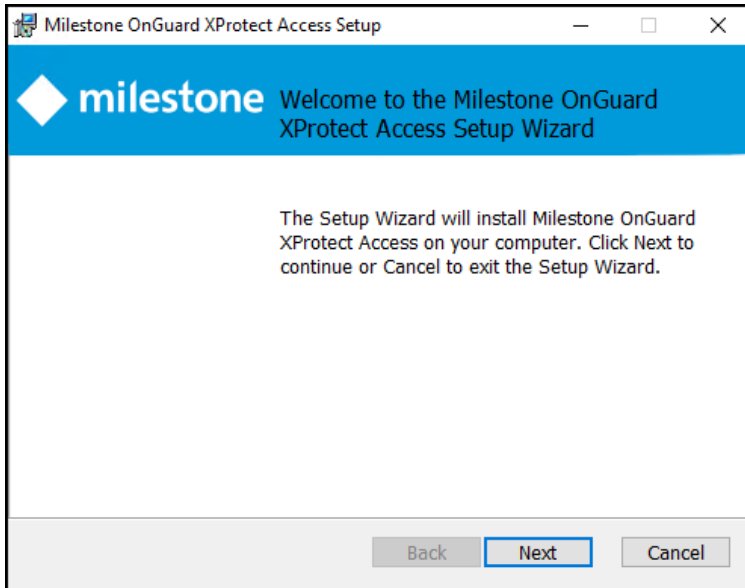 Milestone OnGuard XProtect Access Setup
milestone
Welcome to the Milestone OnGuard
XProtect Access Setup Wizard
The Setup Wizard will install Milestone OnGuard
XProtect Access on your computer. Click Next to
continue or Cancel to exit the Setup Wizard.
Back Next Cancel